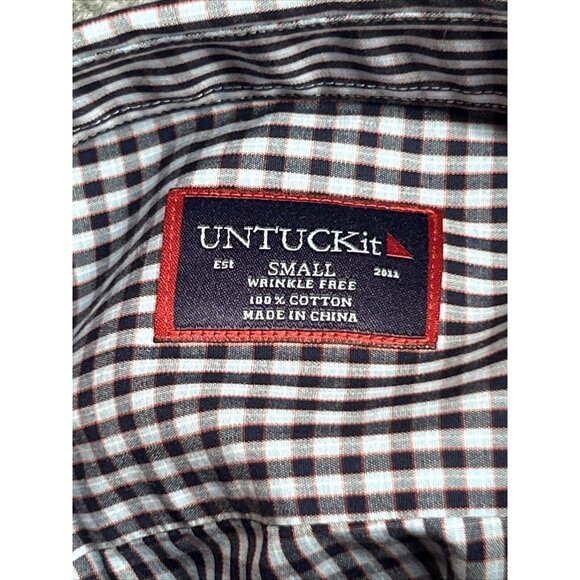 UNTUCKit
Est SMALL 2011
WRINKLE FREE
100% COTTON
MADE IN CHINA